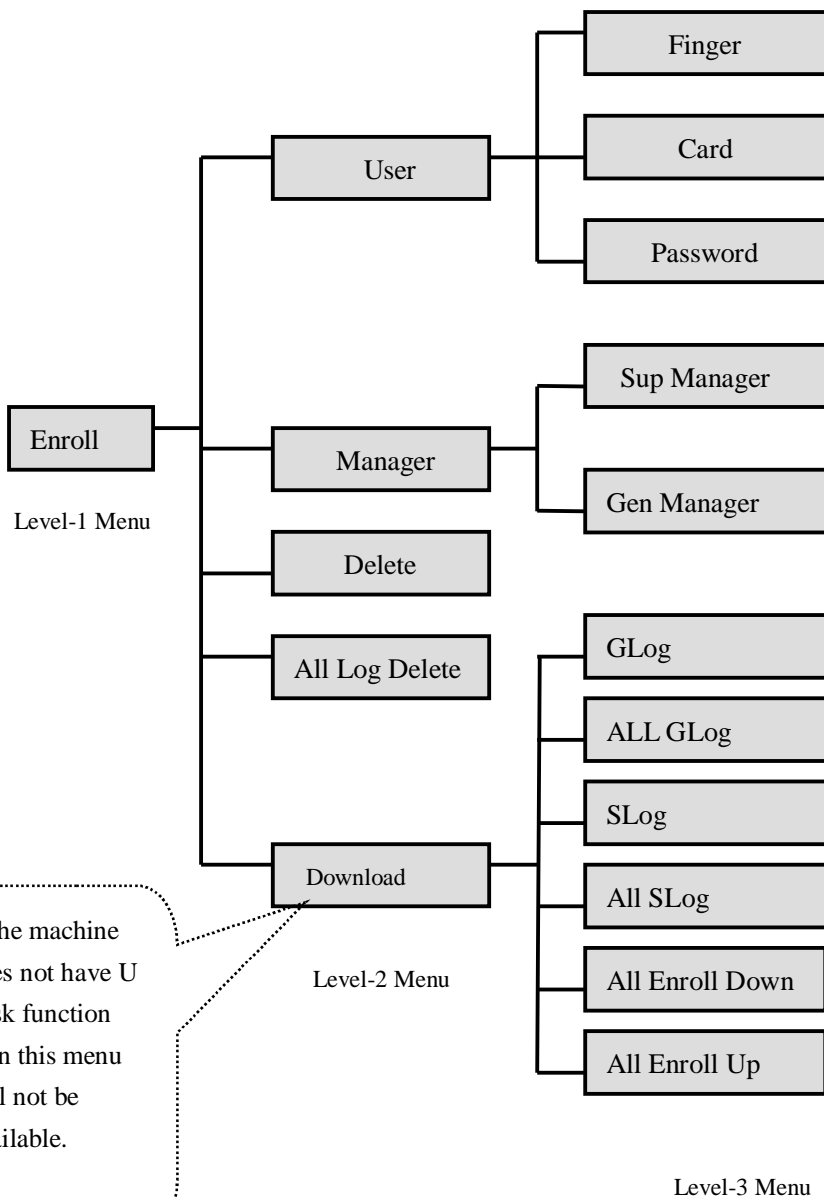 Finger
Card
User
Password
Sup Manager
Enroll
Manager
Gen Manager
Level-1 Menu
Delete
GLog
All Log Delete
ALL GLog
SLog
Download
All SLog
he machine
es not have U
Level-2 Menu
sk function
All Enroll Down
n this menu
l not be
All Enroll Up
ilable.
Level-3 Menu